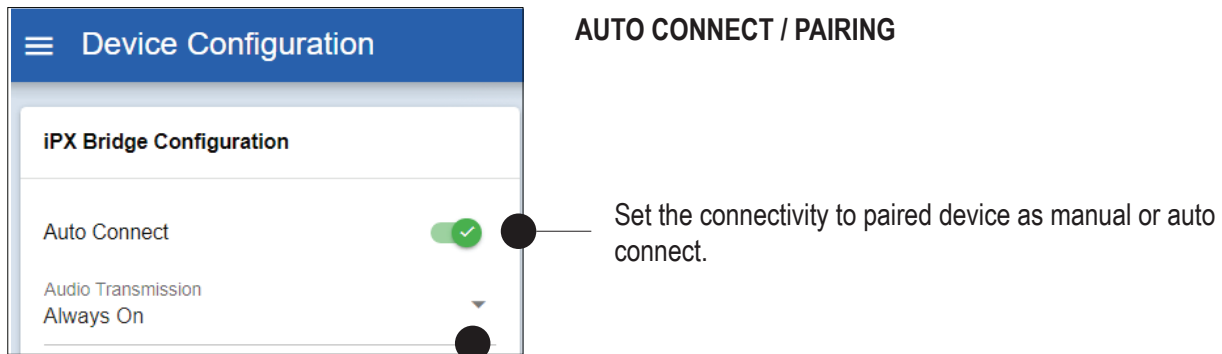 Device Configuration
AUTO CONNECT / PAIRING
iPX Bridge Configuration
Auto Connect
Set the connectivity to paired device as manual or auto
connect.
Audio Transmission
Always On